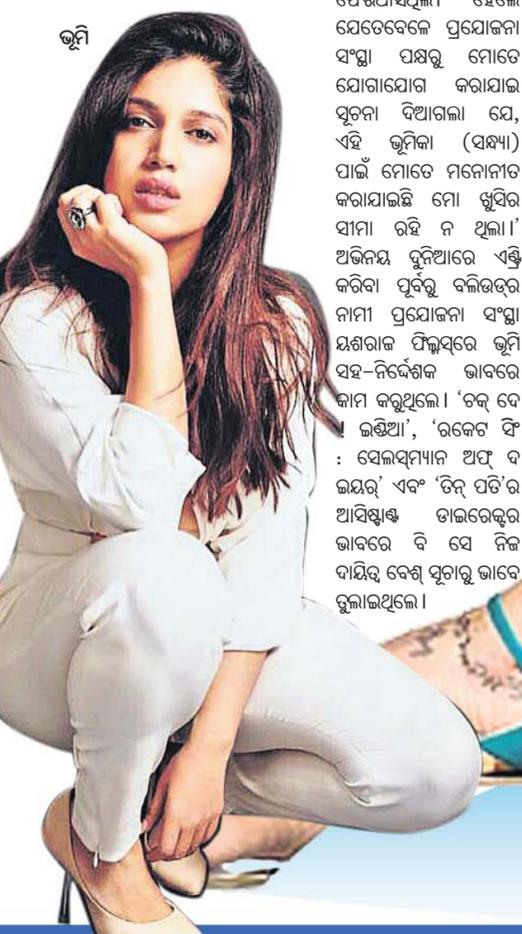 ଭୂମି
ଯେତେବେଳେ ପ୍ରଯୋଜନା
ସଂସ୍ଥା ପକ୍ଷରୁ ମୋତେ
ଯୋଗାଯୋଗ କରାଯାଇ
ସୂଚନା ଦିଆଗଲା ଯେ,
ଏହି ଭୂମିକା (ସନ୍ଧ୍ୟା)
ପାଇଁ ମୋତେ ମନୋନୀତ
କରାଯାଇଛି ମୋ ଖୁସିର
ସୀମା ରହି ନ ଥିଲା।'
ଅଭିନୟ ଦୁନିଆରେ ଏଣ୍ଟ୍ରି
କରିବା ପୂର୍ବରୁ ବଲିଉଡ୍‌ର
ନାମୀ ପ୍ରଯୋଜନା ସଂସ୍ଥା
ୟଶରାଜ ଫିଲ୍ମସ୍‌ରେ ଭୂମି
ସହ-ନିର୍ଦ୍ଦେଶକ ଭାବରେ
କାମ କରୁଥିଲେ। ‘ଚକ୍ ଦେ
! ଇଣ୍ଡିଆ’, ‘ରକେଟ ସିଂ
: ସେଲସ୍‌ମ୍ୟାନ ଅଫ୍ ଦ
ଇୟର୍’ ଏବଂ ‘ତିନ୍ ପତି’ର
ଆସିଷ୍ଟାଣ୍ଟ ଡାଇରେକ୍ଟର
ଭାବରେ ବି ସେ ନିଜ
ଦାୟିତ୍ୱ ବେଶ୍ ସୂଚାରୁ ଭାବେ
ତୁଲାଇଥିଲେ।